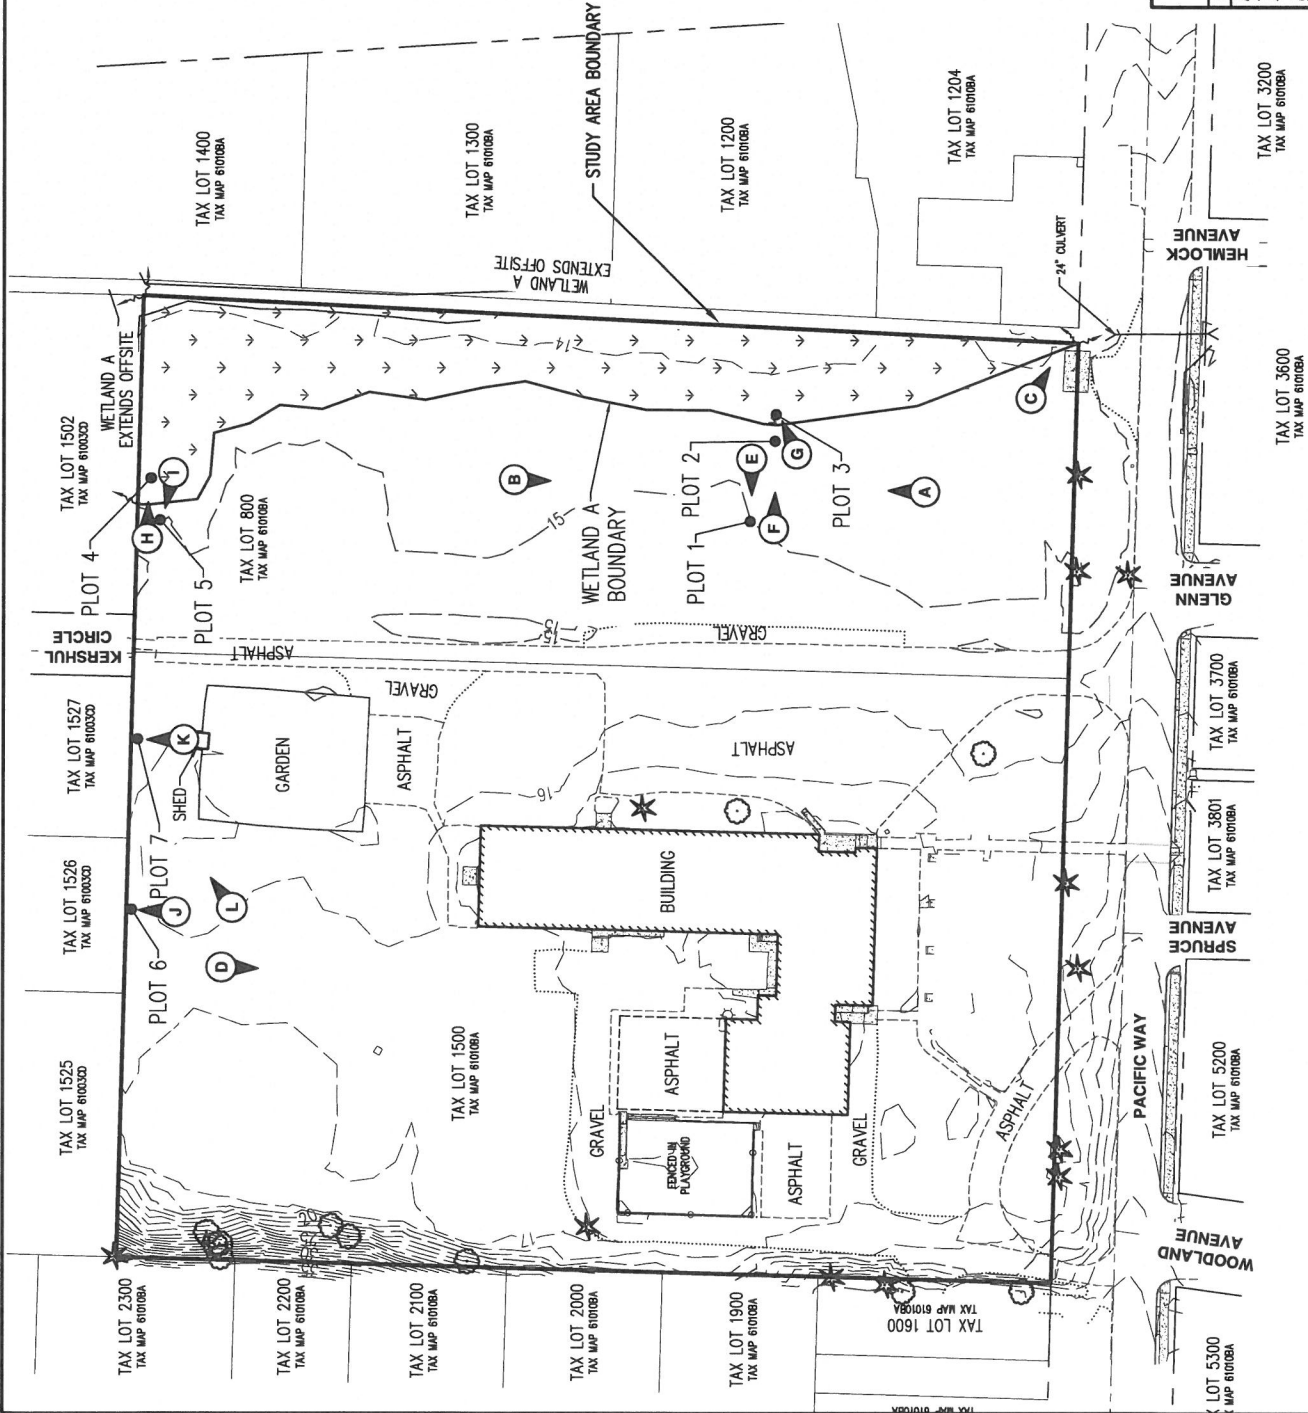 STUDY AREA BOUNDARY
TAX LOT 1400
TAX MAP 61010BA
TAX LOT 1300
TAX MAP 61010BA
TAX LOT 1200
TAX MAP 61010BA
TAX LOT 1204
TAX MAP 61010BA
TAX LOT 3200
TAX MAP 61010BA
WETLAND A
EXTENDS OFFSITE
WETLAND A
EXTENDS OFFSITE
24" CULVERT
HEMLOCK
AVENUE
TAX LOT 3600
TAX MAP 61010BA
TAX LOT 1502
TAX MAP 61003CD
14
C
I
H
B
E
G
F
A
PLOT 4
PLOT 5
TAX LOT 800
TAX MAP 61010BA
15
WETLAND A
BOUNDARY
PLOT 2
PLOT 1
PLOT 3
GLENN
AVENUE
KERSHUL
CIRCLE
ASPHALT
GRAVEL
15
15
GRAVEL
TAX LOT 1527
TAX MAP 61003CD
K
SHED
GARDEN
ASPHALT
16
ASPHALT
TAX LOT 3700
TAX MAP 61010BA
TAX LOT 3801
TAX MAP 61010BA
PLOT 7
TAX LOT 1526
TAX MAP 61003CD
J
L
D
PLOT 6
BUILDING
SPRUCE
AVENUE
TAX LOT 1525
TAX MAP 61003CD
TAX LOT 1500
TAX MAP 61010BA
ASPHALT
GRAVEL
FENCED-IN
PLAYGROUND
ASPHALT
GRAVEL
ASPHALT
PACIFIC WAY
TAX LOT 5200
TAX MAP 61010BA
WOODLAND
AVENUE
TAX LOT 2300
TAX MAP 61010BA
TAX LOT 2200
TAX MAP 61010BA
TAX LOT 2100
TAX MAP 61010BA
TAX LOT 2000
TAX MAP 61010BA
TAX LOT 1900
TAX MAP 61010BA
TAX LOT 1600
TAX MAP 61010BA
LOT 5300
MAP 61010BA
TAX MAP 61010BA